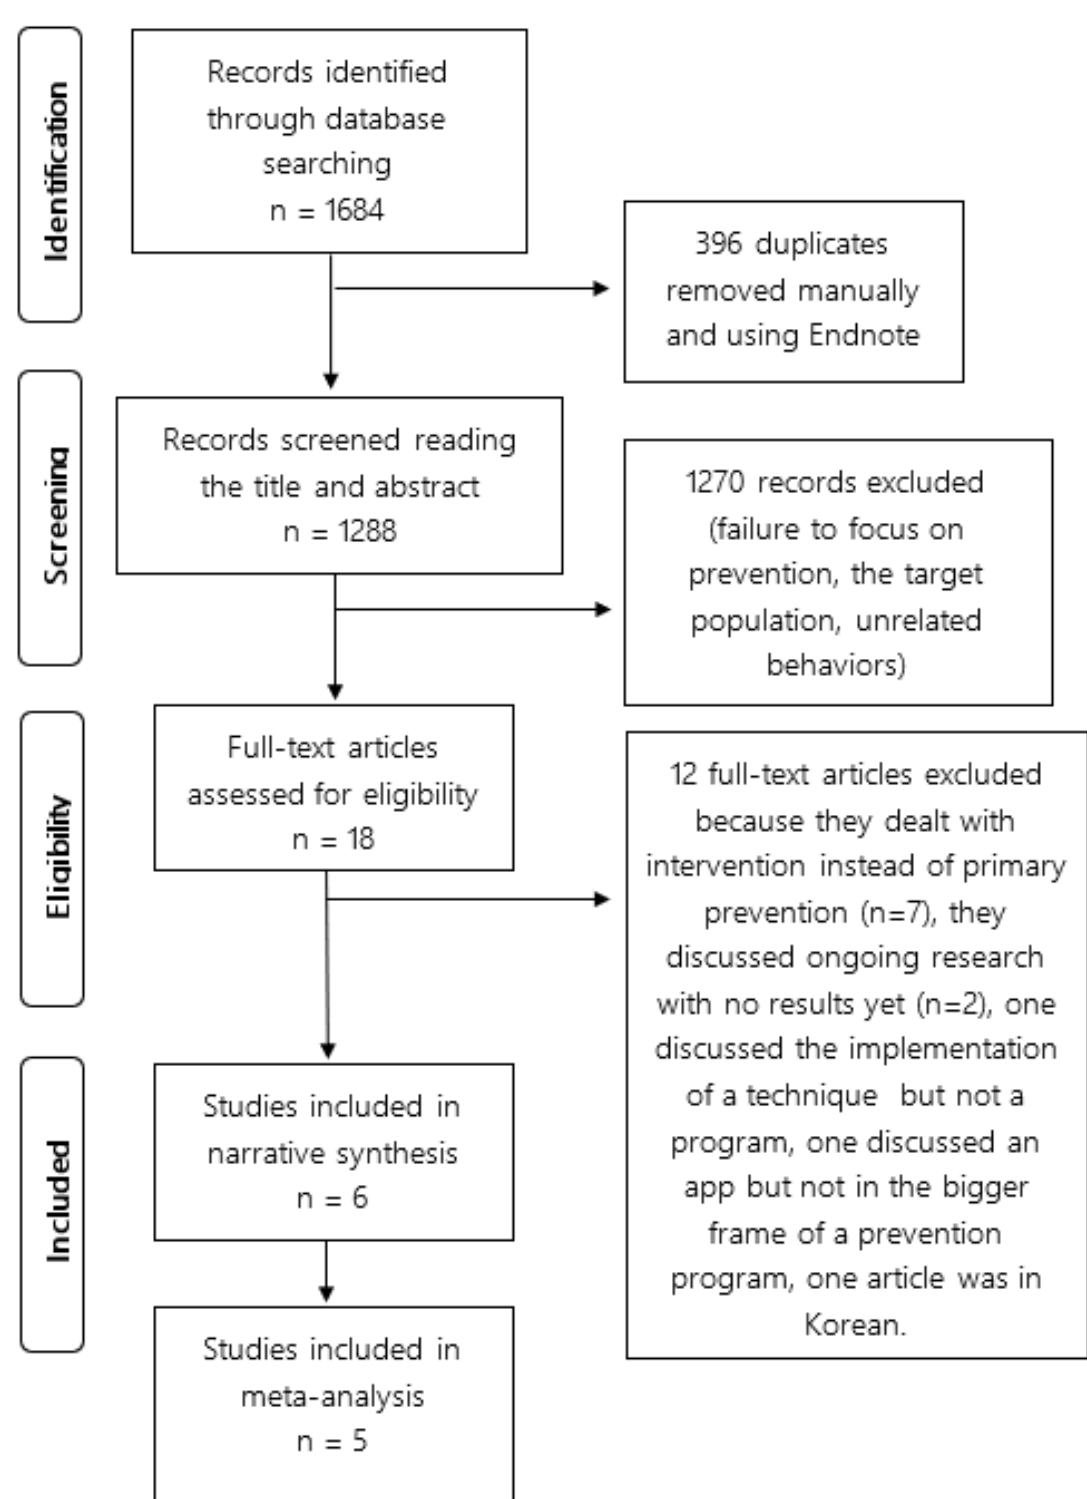 Identification
Records identified
through database
searching
n = 1684
396 duplicates
removed manually
and using Endnote
Screening
Records screened reading
the title and abstract
n = 1288
1270 records excluded
(failure to focus on
prevention, the target
population, unrelated
behaviors)
Eligibility
Full-text articles
assessed for eligibility
n = 18
12 full-text articles excluded
because they dealt with
intervention instead of primary
prevention (n=7), they
discussed ongoing research
with no results yet (n=2), one
discussed the implementation
of a technique but not a
program, one discussed an
app but not in the bigger
frame of a prevention
program, one article was in
Korean.
Included
Studies included in
narrative synthesis
n = 6
Studies included in
meta-analysis
n = 5